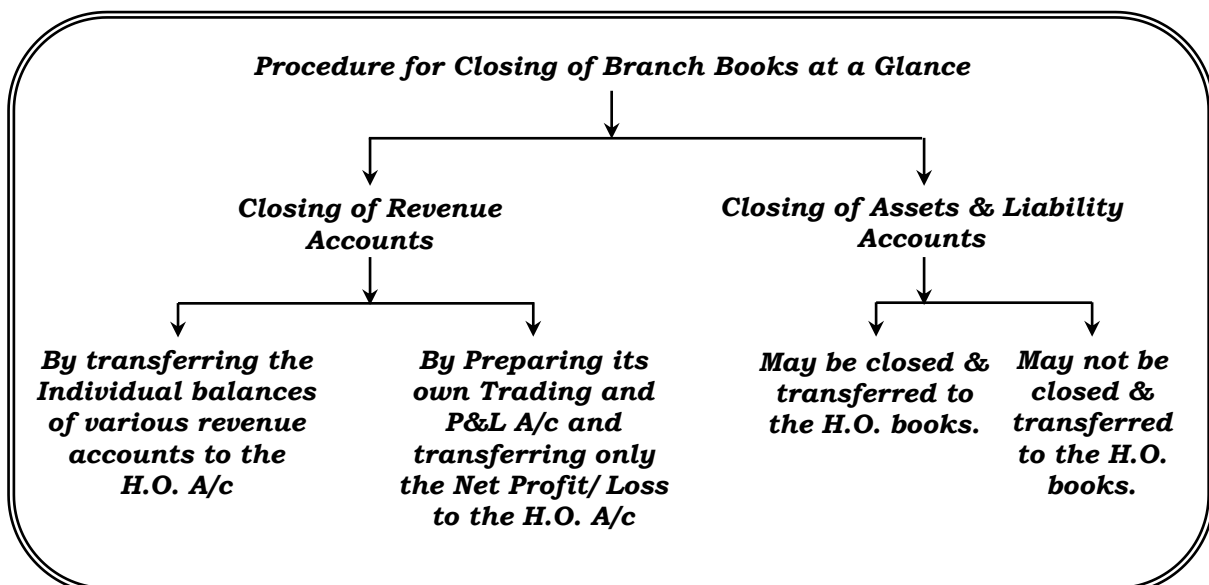 Procedure for Closing of Branch Books at a Glance
Closing of Revenue
Accounts
Closing of Assets & Liability
Accounts
By transferring the
Individual balances
of various revenue
accounts to the
H.O. A/c
By Preparing its
own Trading and
P&L A/c and
transferring only
the Net Profit/ Loss
to the H.O. A/c
May be closed &
transferred to
the H.O. books.
May not be
closed &
transferred
to the H.O.
books.